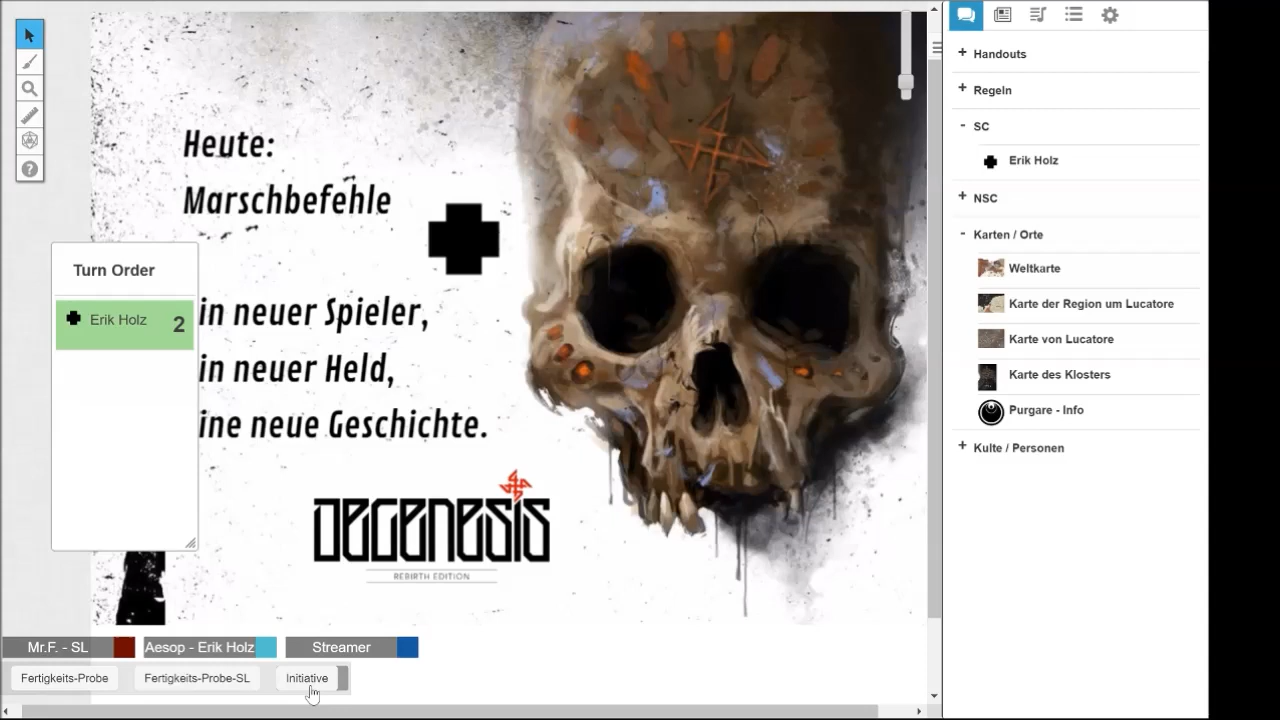 Heute:
Marschbefehle
Turn Order
Erik Holz 2
in neuer Spieler,
in neuer Held,
ine neue Geschichte.
DEGENESIS
REBIRTH EDITION
Mr.F. - SL
Aesop - Erik Holz
Streamer
Fertigkeits-Probe
Fertigkeits-Probe-SL
Initiative
+ Handouts
+ Regeln
- SC
Erik Holz
+ NSC
- Karten / Orte
Weltkarte
Karte der Region um Lucatore
Karte von Lucatore
Karte des Klosters
Purgare - Info
+ Kulte / Personen